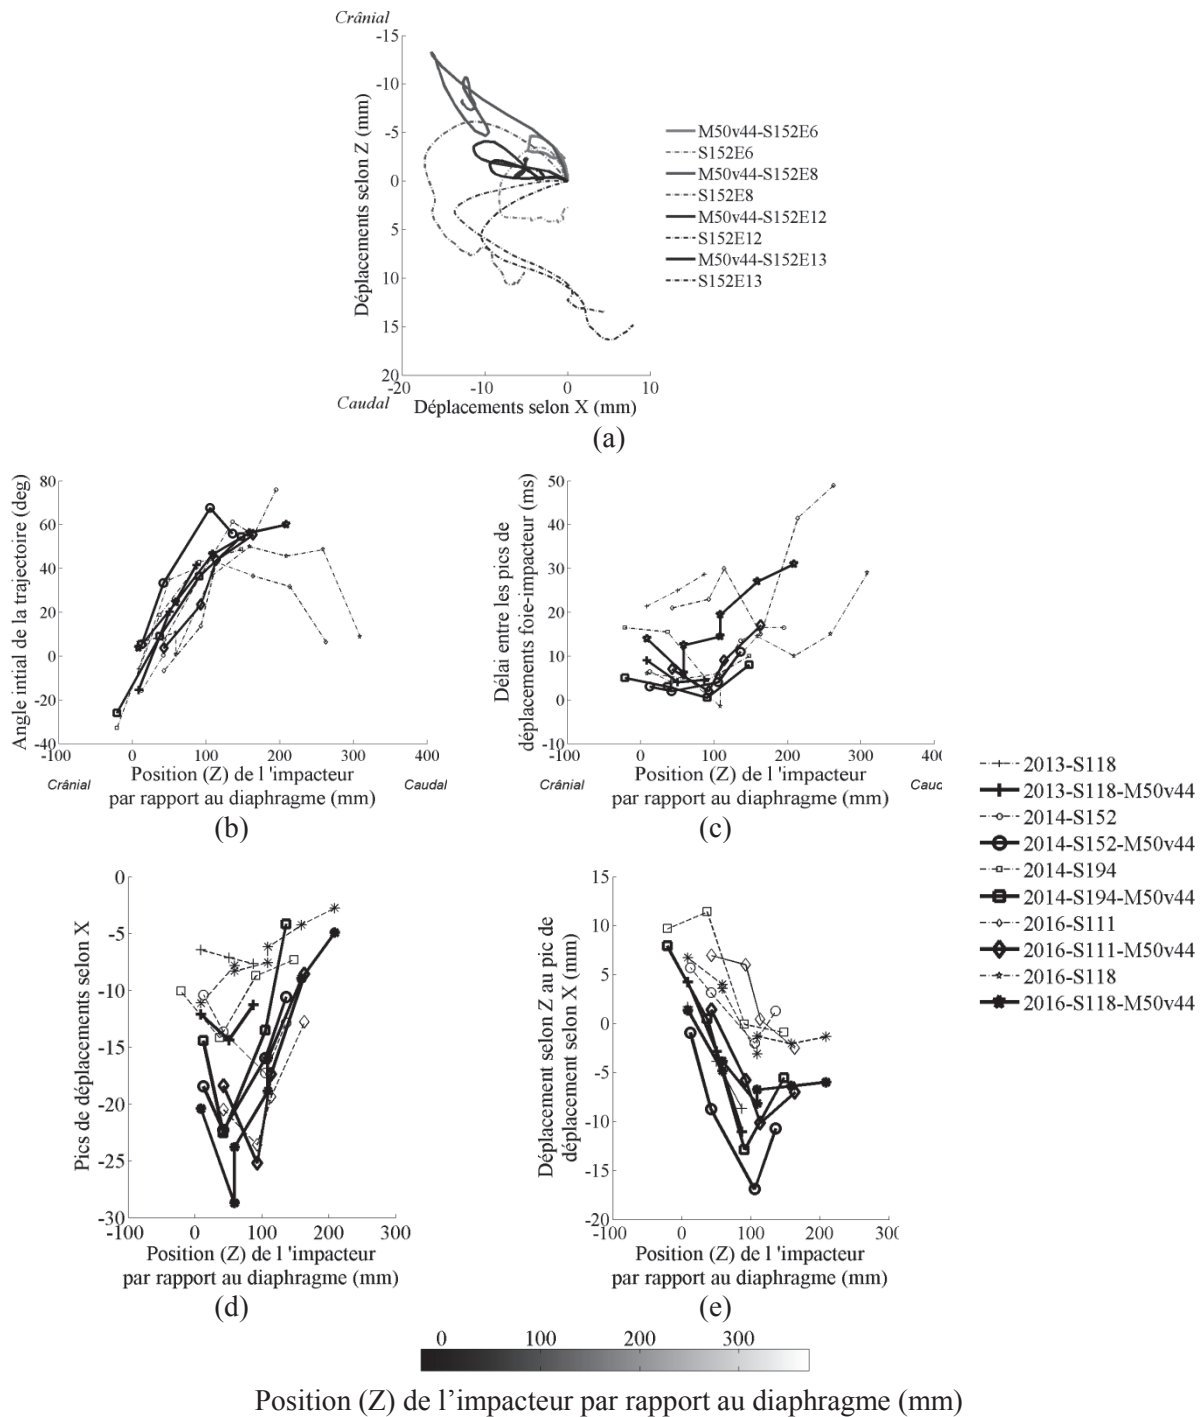 Crânial
-15
-10
-5
0
5
10
15
20
-20
-10
0
10
Déplacements selon Z (mm)
Caudal
Déplacements selon X (mm)
M50v44-S152E6
S152E6
M50v44-S152E8
S152E8
M50v44-S152E12
S152E12
M50v44-S152E13
S152E13
(a)
Angle intial de la trajectoire (deg)
80
60
40
20
0
-20
-40
-100
0
100
200
300
400
Crânial
Position (Z) de l 'impacteur
par rapport au diaphragme (mm)
Caudal
(b)
Délai entre les pics de
déplacements foie-impacteur (ms)
50
40
30
20
10
0
-10
-100
0
100
200
300
400
Crânial
Position (Z) de l 'impacteur
par rapport au diaphragme (mm)
(c)
2013-S118
2013-S118-M50v44
2014-S152
2014-S152-M50v44
2014-S194
2014-S194-M50v44
2016-S111
2016-S111-M50v44
2016-S118
2016-S118-M50v44
Pics de déplacements selon X
0
-5
-10
-15
-20
-25
-30
-100
0
100
200
300
Position (Z) de l 'impacteur
par rapport au diaphragme (mm)
(d)
Déplacement selon Z au pic de
déplacement selon X (mm)
15
10
5
0
-5
-10
-15
-20
-100
0
100
200
Position (Z) de l 'impacteur
par rapport au diaphragme (mm)
(e)
0
100
200
300
Position (Z) de l’impacteur par rapport au diaphragme (mm)